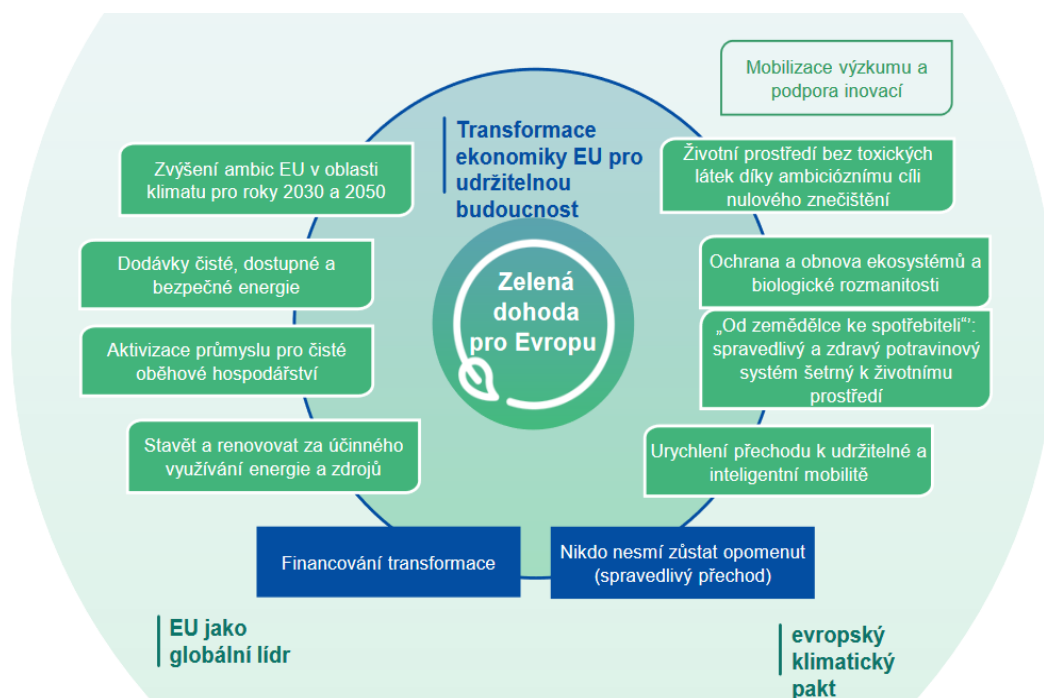 Mobilizace výzkumu a
podpora inovací
Transformace
ekonomiky EU pro
udržitelnou
budoucnost
Zvýšení ambic EU v oblasti
klimatu pro roky 2030 a 2050
Dodávky čisté, dostupné a
bezpečné energie
Aktivizace průmyslu pro čisté
oběhové hospodářství
Stavět a renovovat za účinného
využívání energie a zdrojů
Zelená
dohoda
pro Evropu
Životní prostředí bez toxických
látek díky ambicióznímu cíli
nulového znečištění
Ochrana a obnova ekosystémů a
biologické rozmanitosti
„Od zemědělce ke spotřebiteli“':
spravedlivý a zdravý potravinový
systém šetrný k životnímu
prostředí
Urychlení přechodu k udržitelné a
inteligentní mobilitě
Financování transformace
Nikdo nesmí zůstat opomenut
(spravedlivý přechod)
EU jako
globální lídr
evropský
klimatický
pakt